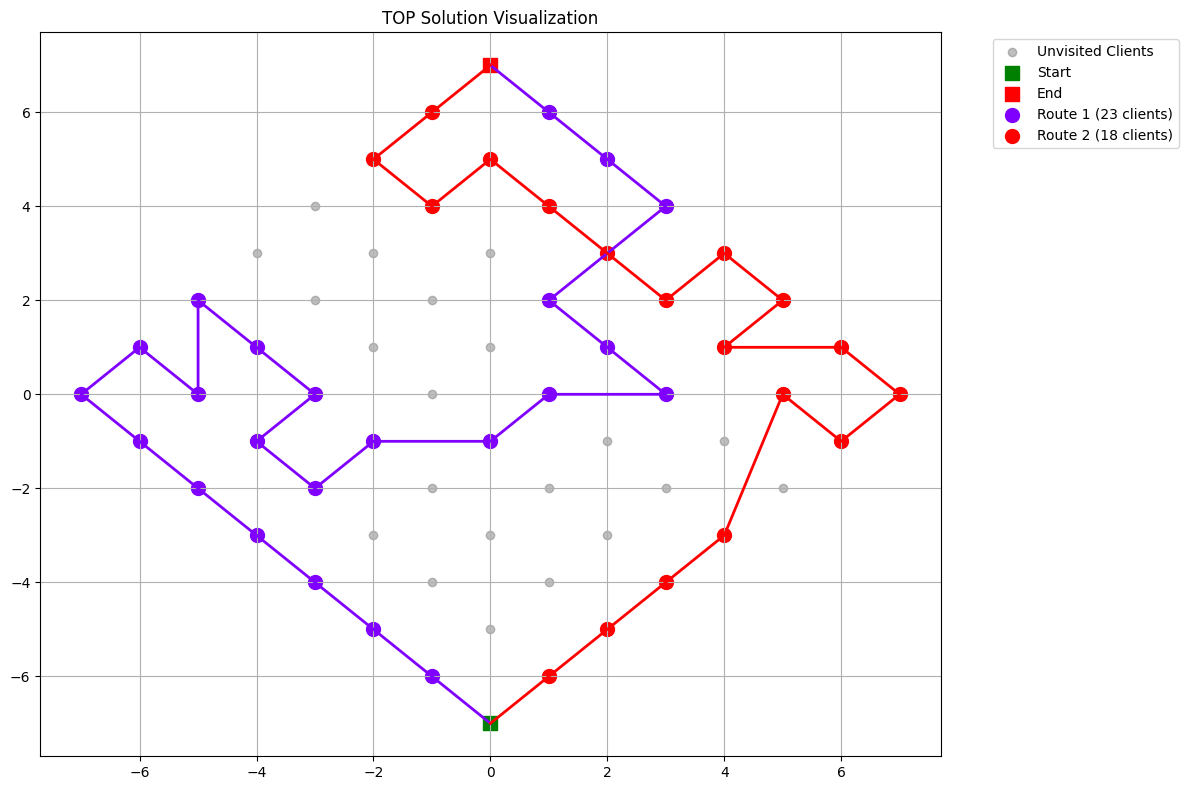 TOP Solution Visualization
Unvisited Clients
Start
End
Route 1 (23 clients)
Route 2 (18 clients)
6
4
2
0
−2
−4
−6
−6 −4 −2 0 2 4 6